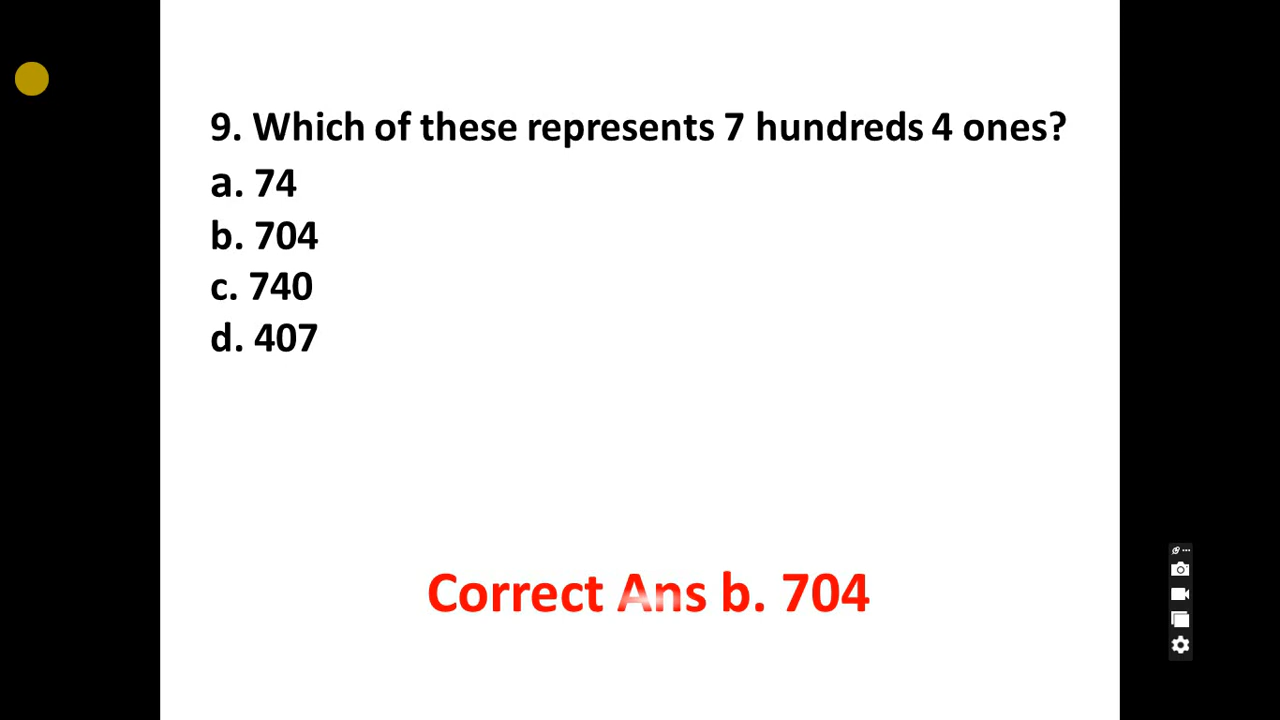 9. Which of these represents 7 hundreds 4 ones?
a. 74
b. 704
c. 740
d. 407
Correct Ans b. 704